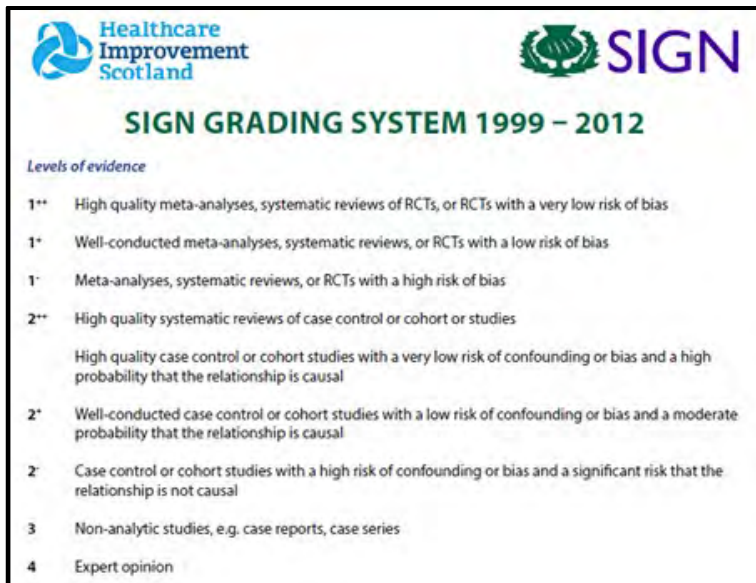 Healthcare
Improvement
Scotland
SIGN
SIGN GRADING SYSTEM 1999 – 2012
Levels of evidence
1++ High quality meta-analyses, systematic reviews of RCTs, or RCTs with a very low risk of bias
1+ Well-conducted meta-analyses, systematic reviews, or RCTs with a low risk of bias
1- Meta-analyses, systematic reviews, or RCTs with a high risk of bias
2++ High quality systematic reviews of case control or cohort or studies
High quality case control or cohort studies with a very low risk of confounding or bias and a high
probability that the relationship is causal
2+ Well-conducted case control or cohort studies with a low risk of confounding or bias and a moderate
probability that the relationship is causal
2- Case control or cohort studies with a high risk of confounding or bias and a significant risk that the
relationship is not causal
3 Non-analytic studies, e.g. case reports, case series
4 Expert opinion